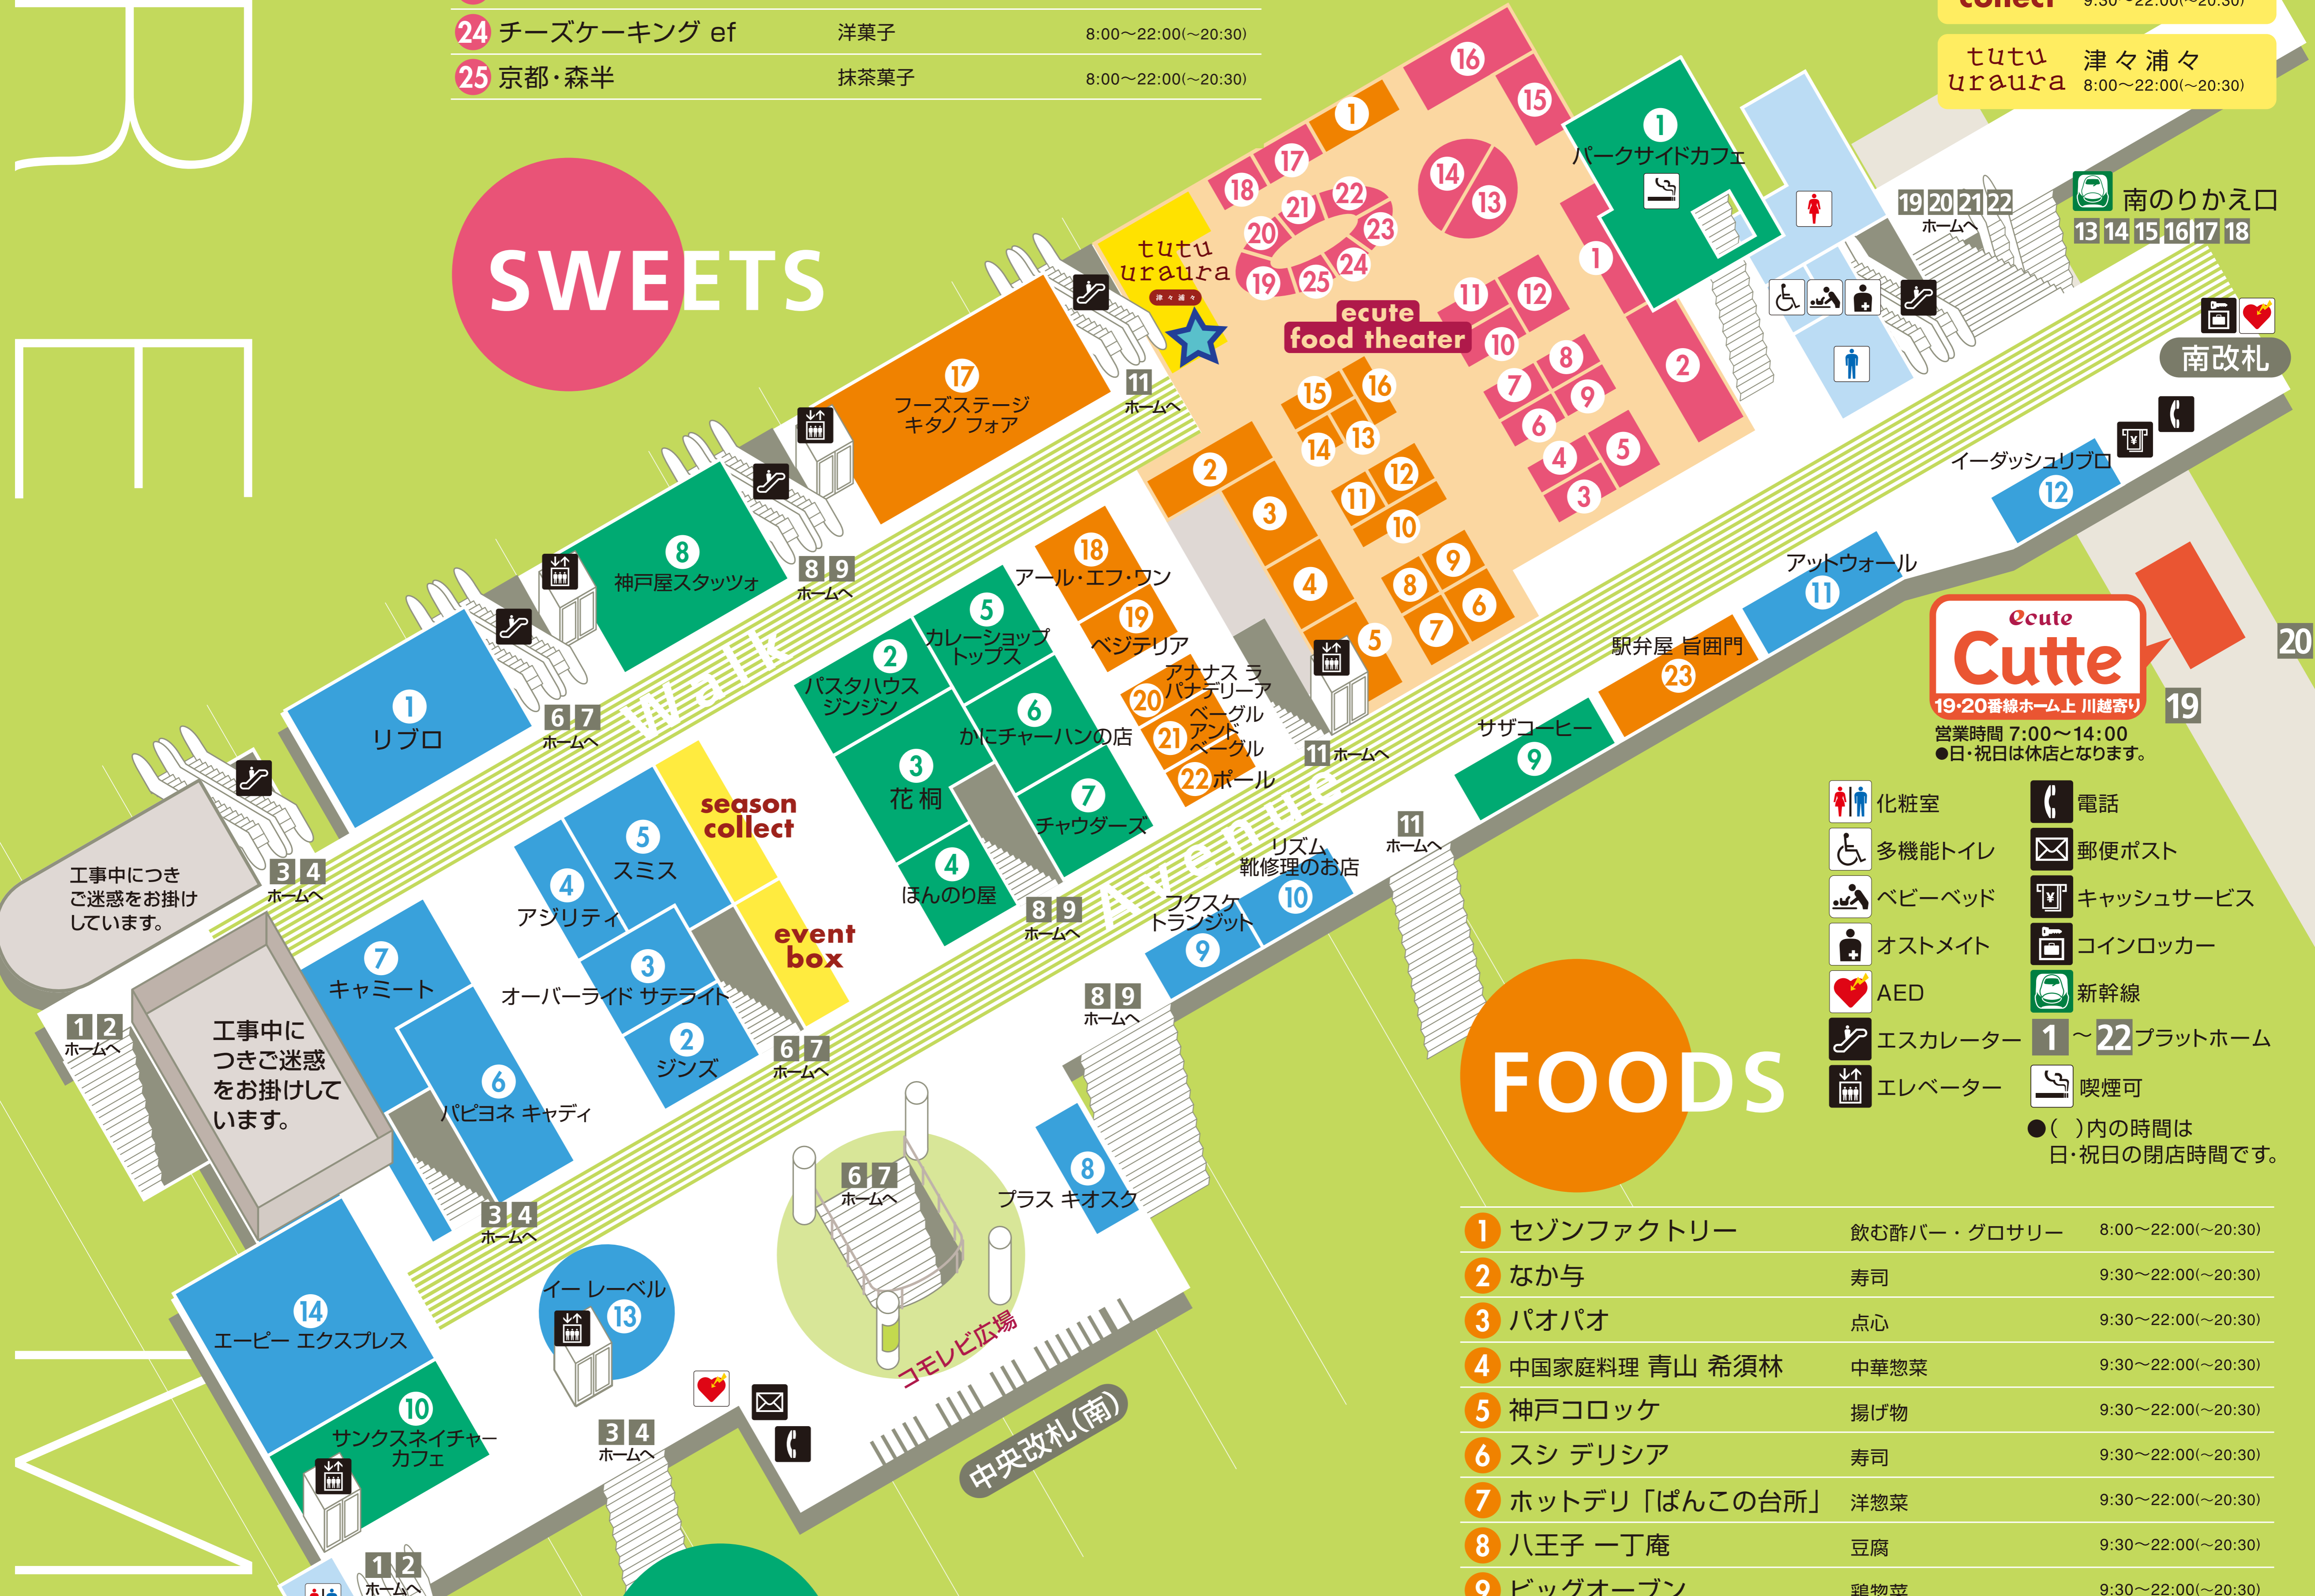 24 チーズケーキング ef 洋菓子 8:00～22:00(～20:30)
25 京都・森半 抹茶菓子 8:00～22:00(～20:30)
collect 9:30～22:00(～20:30)
tutu uraura 津々浦々 8:00～22:00(～20:30)
SWEETS
16
15
1
17
18
14
13
22
21
23
20
24
19
25
1
11
12
10
2
8
7
9
6
4
5
3
tutu
uraura
津々浦々
ecute
food theater
1
パークサイドカフェ
19 20 21 22
ホームへ
南のりかえ口
13 14 15 16 17 18
南改札
17
フーズステージ
キタノ フォア
11
ホームへ
15
16
14
13
2
3
12
11
10
4
9
8
6
7
5
イーダッシュリブロ
12
アットウォール
11
駅弁屋 旨囲門
23
サザコーヒー
9
8
神戸屋スタッツォ
8 9
ホームへ
18
アール・エフ・ワン
19
ベジテリア
アナナス ラ
パナデリーア
20
ベーグル
アンド
ベーグル
21
22 ポール
11 ホームへ
5
カレーショップ
トップス
2
パスタハウス
ジンジン
6
かにチャーハンの店
3
花桐
7
チャウダーズ
4
ほんのり屋
8 9
ホームへ
Walk
Avenue
1
リブロ
6 7
ホームへ
3 4
ホームへ
工事中につき
ご迷惑をお掛け
しています。
season
collect
event
box
5
スミス
4
アジリティ
3
オーバーライド サテライト
2
ジンズ
6 7
ホームへ
リズム
靴修理のお店
10
フクスケ
トランジット
9
11
ホームへ
8 9
ホームへ
7
キャミート
6
パピヨネ キャディ
3 4
ホームへ
1 2
ホームへ
工事中に
つきご迷惑
をお掛けして
います。
6 7
ホームへ
8
プラス キオスク
コモレビ広場
中央改札(南)
イー レーベル
13
14
エーピー エクスプレス
10
サンクスネイチャー
カフェ
3 4
ホームへ
1 2
ホームへ
ecute
Cutte
19・20番線ホーム上 川越寄り
営業時間 7:00～14:00
●日・祝日は休店となります。
20
19
化粧室
多機能トイレ
ベビーベッド
オストメイト
AED
エスカレーター
エレベーター
電話
郵便ポスト
キャッシュサービス
コインロッカー
新幹線
1～22 プラットホーム
喫煙可
●( )内の時間は
日・祝日の閉店時間です。
FOODS
1 セゾンファクトリー 飲む酢バー・グロサリー 8:00～22:00(～20:30)
2 なか与 寿司 9:30～22:00(～20:30)
3 パオパオ 点心 9:30～22:00(～20:30)
4 中国家庭料理 青山 希須林 中華惣菜 9:30～22:00(～20:30)
5 神戸コロッケ 揚げ物 9:30～22:00(～20:30)
6 スシ デリシア 寿司 9:30～22:00(～20:30)
7 ホットデリ「ぱんこの台所」 洋惣菜 9:30～22:00(～20:30)
8 八王子 一丁庵 豆腐 9:30～22:00(～20:30)
9 ビッグオーブン 鶏惣菜 9:30～22:00(～20:30)